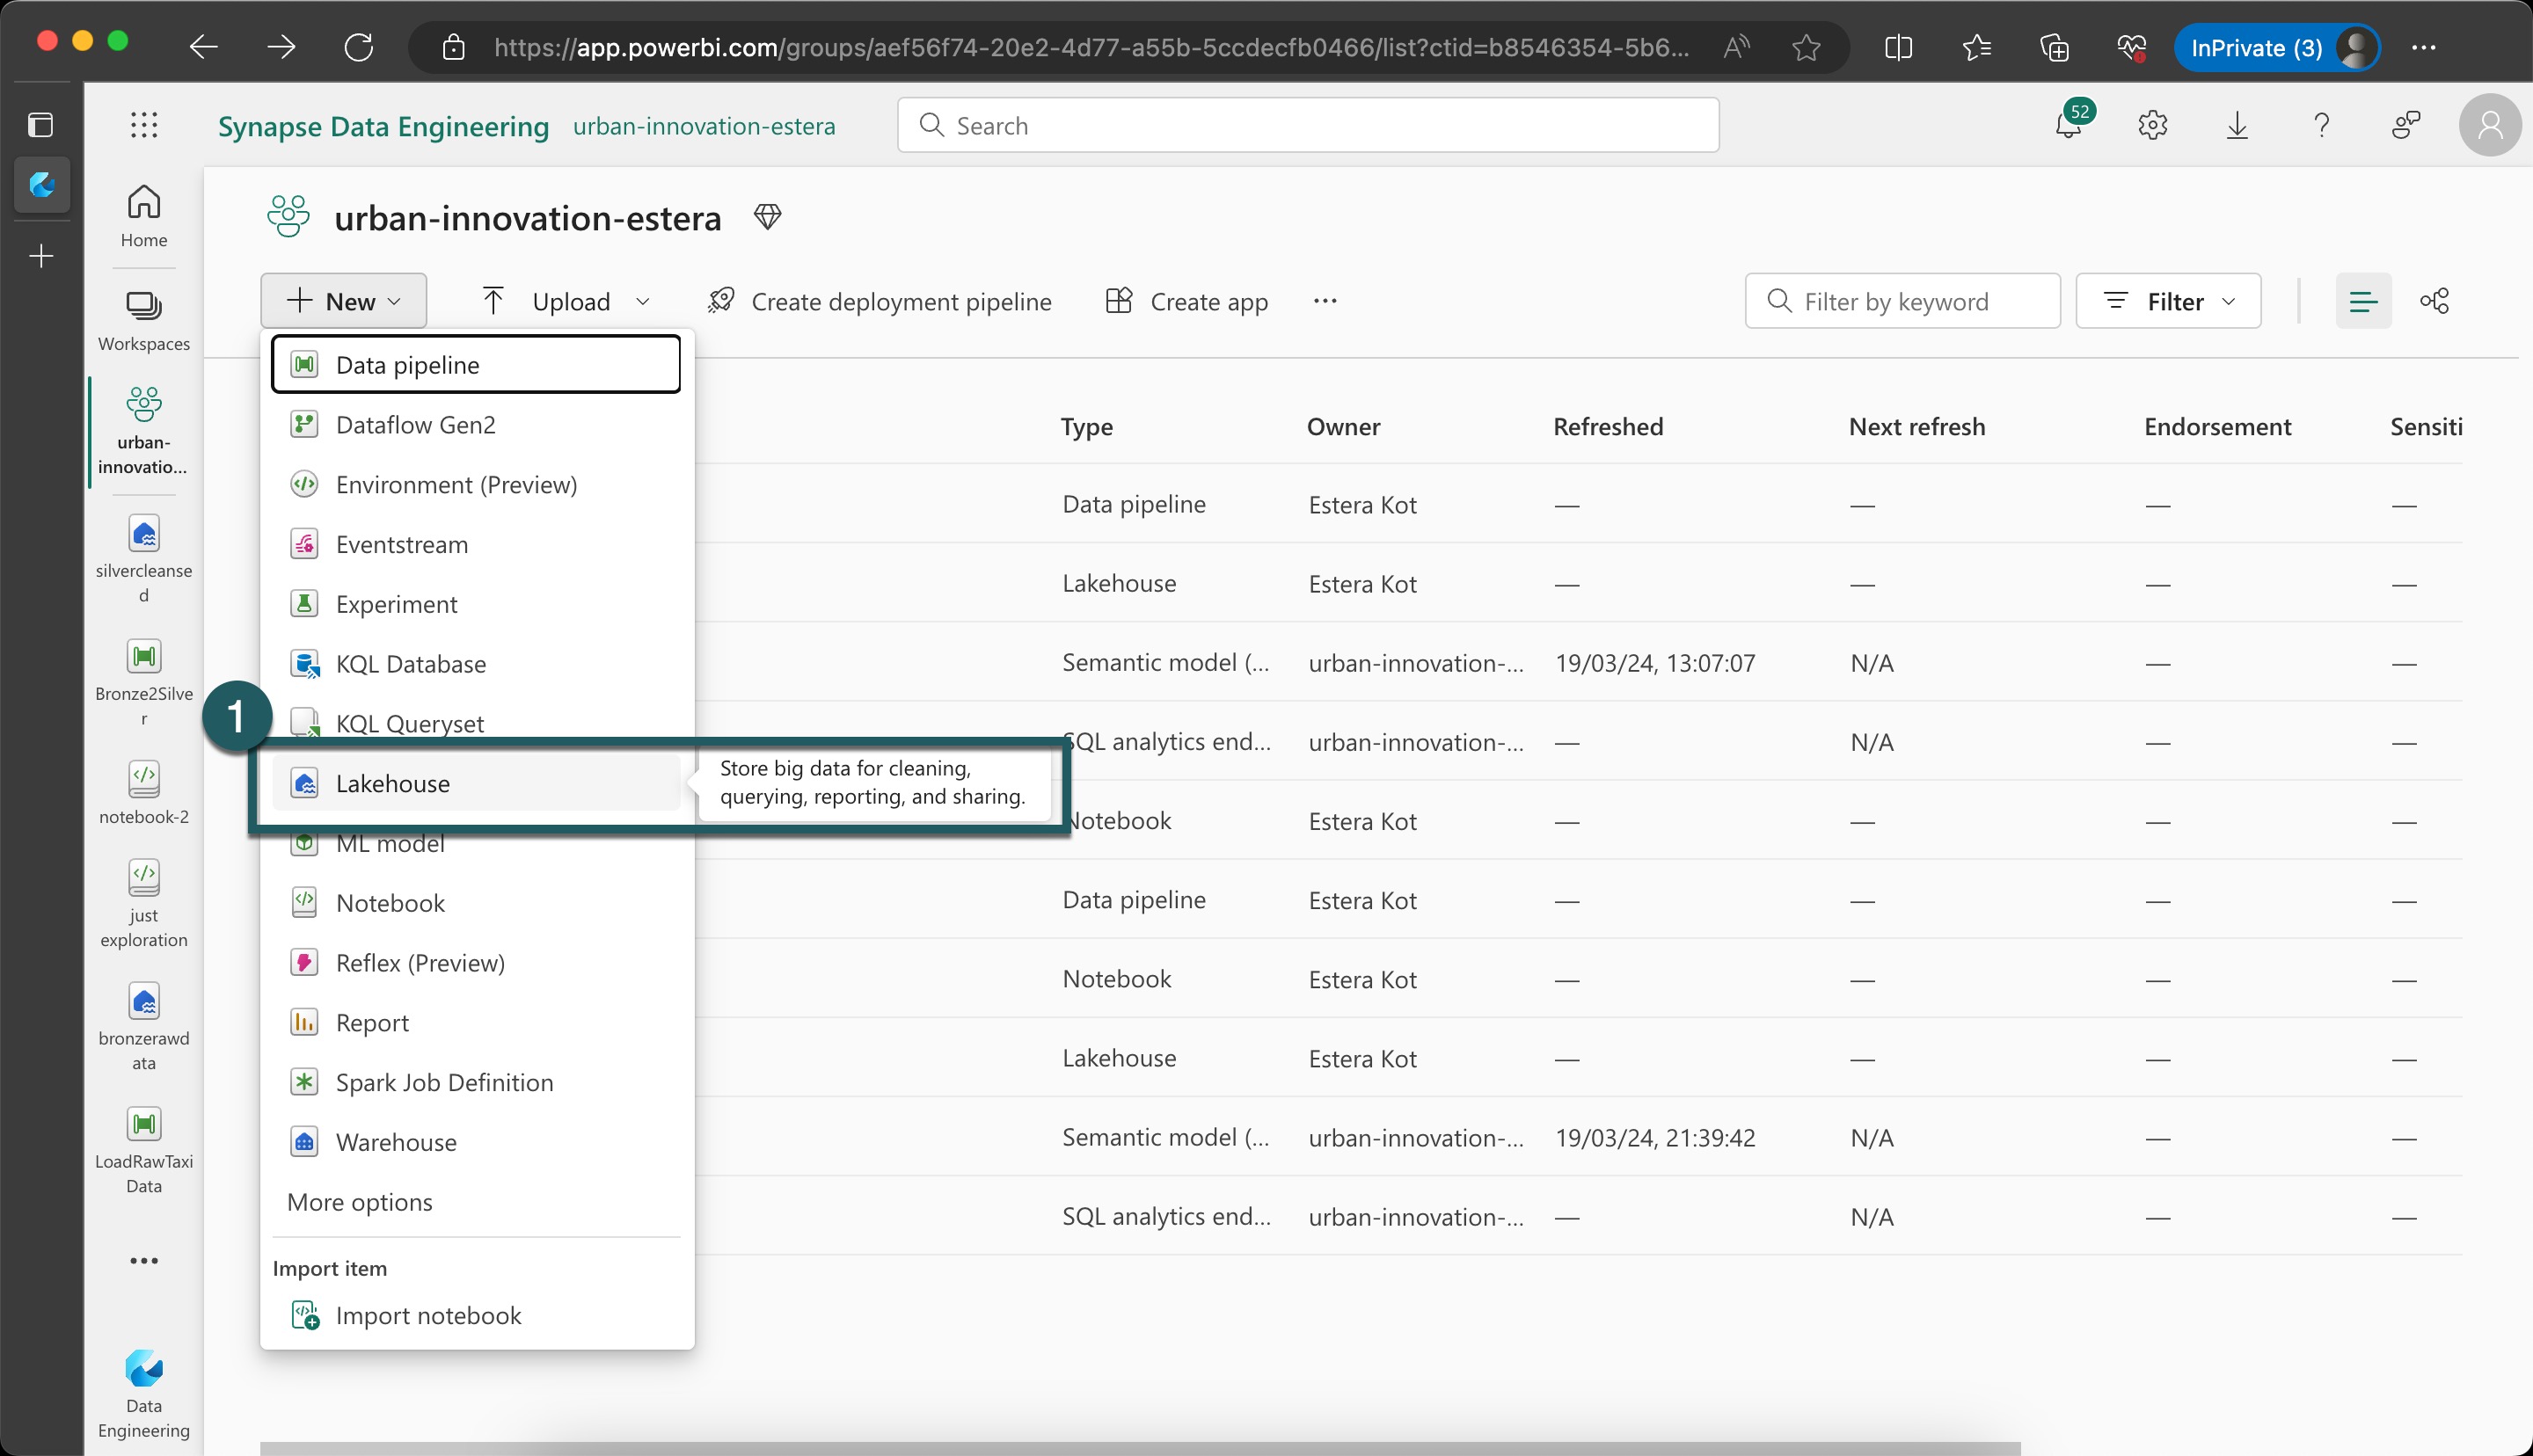 https://app.powerbi.com/groups/aef56f74-20e2-4d77-a55b-5ccdecfb0466/list?ctid=b8546354-5b6...
InPrivate (3)
Synapse Data Engineering
urban-innovation-estera
Search
52
Home
Workspaces
urban-
innovatio...
silvercleanse
d
Bronze2Silve
r
notebook-2
just
exploration
bronzerawd
ata
LoadRawTaxi
Data
Data
Engineering
urban-innovation-estera
New
Upload
Create deployment pipeline
Create app
Filter by keyword
Filter
Data pipeline
Dataflow Gen2
Environment (Preview)
Eventstream
Experiment
KQL Database
KQL Queryset
1
Lakehouse
Store big data for cleaning,
querying, reporting, and sharing.
ML model
Notebook
Reflex (Preview)
Report
Spark Job Definition
Warehouse
More options
Import item
Import notebook
Type Owner Refreshed Next refresh Endorsement Sensiti
Data pipeline Estera Kot — — — —
Lakehouse Estera Kot — — — —
Semantic model (... urban-innovation-... 19/03/24, 13:07:07 N/A — —
SQL analytics end... urban-innovation-... — N/A — —
Notebook Estera Kot — — — —
Data pipeline Estera Kot — — — —
Notebook Estera Kot — — — —
Lakehouse Estera Kot — — — —
Semantic model (... urban-innovation-... 19/03/24, 21:39:42 N/A — —
SQL analytics end... urban-innovation-... — N/A — —